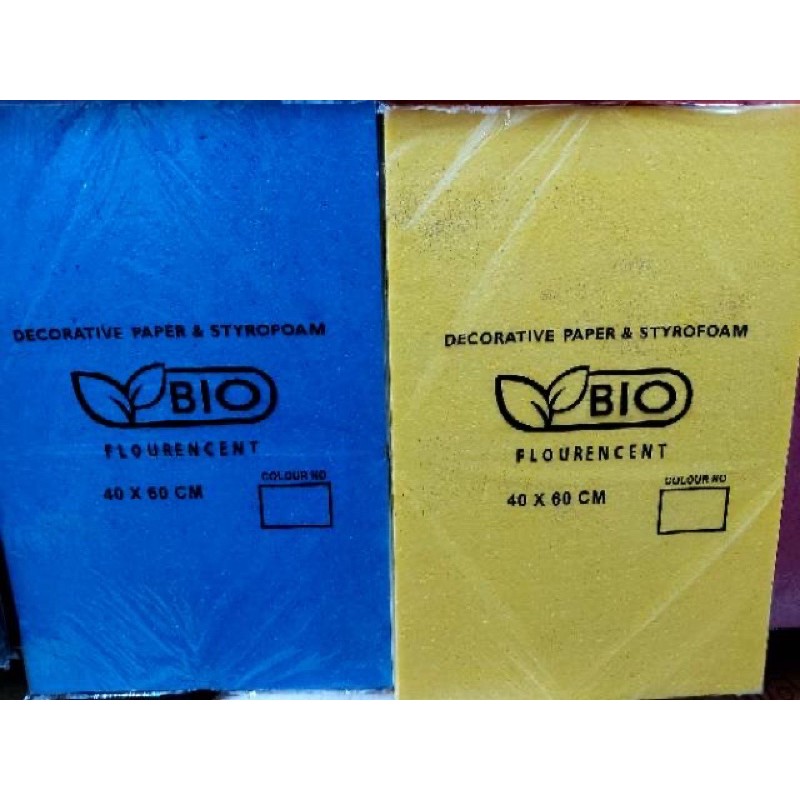 DECORATIVE PAPER & STYROFOAM
BIO
FLOURENCENT
40 X 60 CM
COLOUR NO
DECORATIVE PAPER & STYROFOAM
BIO
FLOURENCENT
40 X 60 CM
COLOUR NO